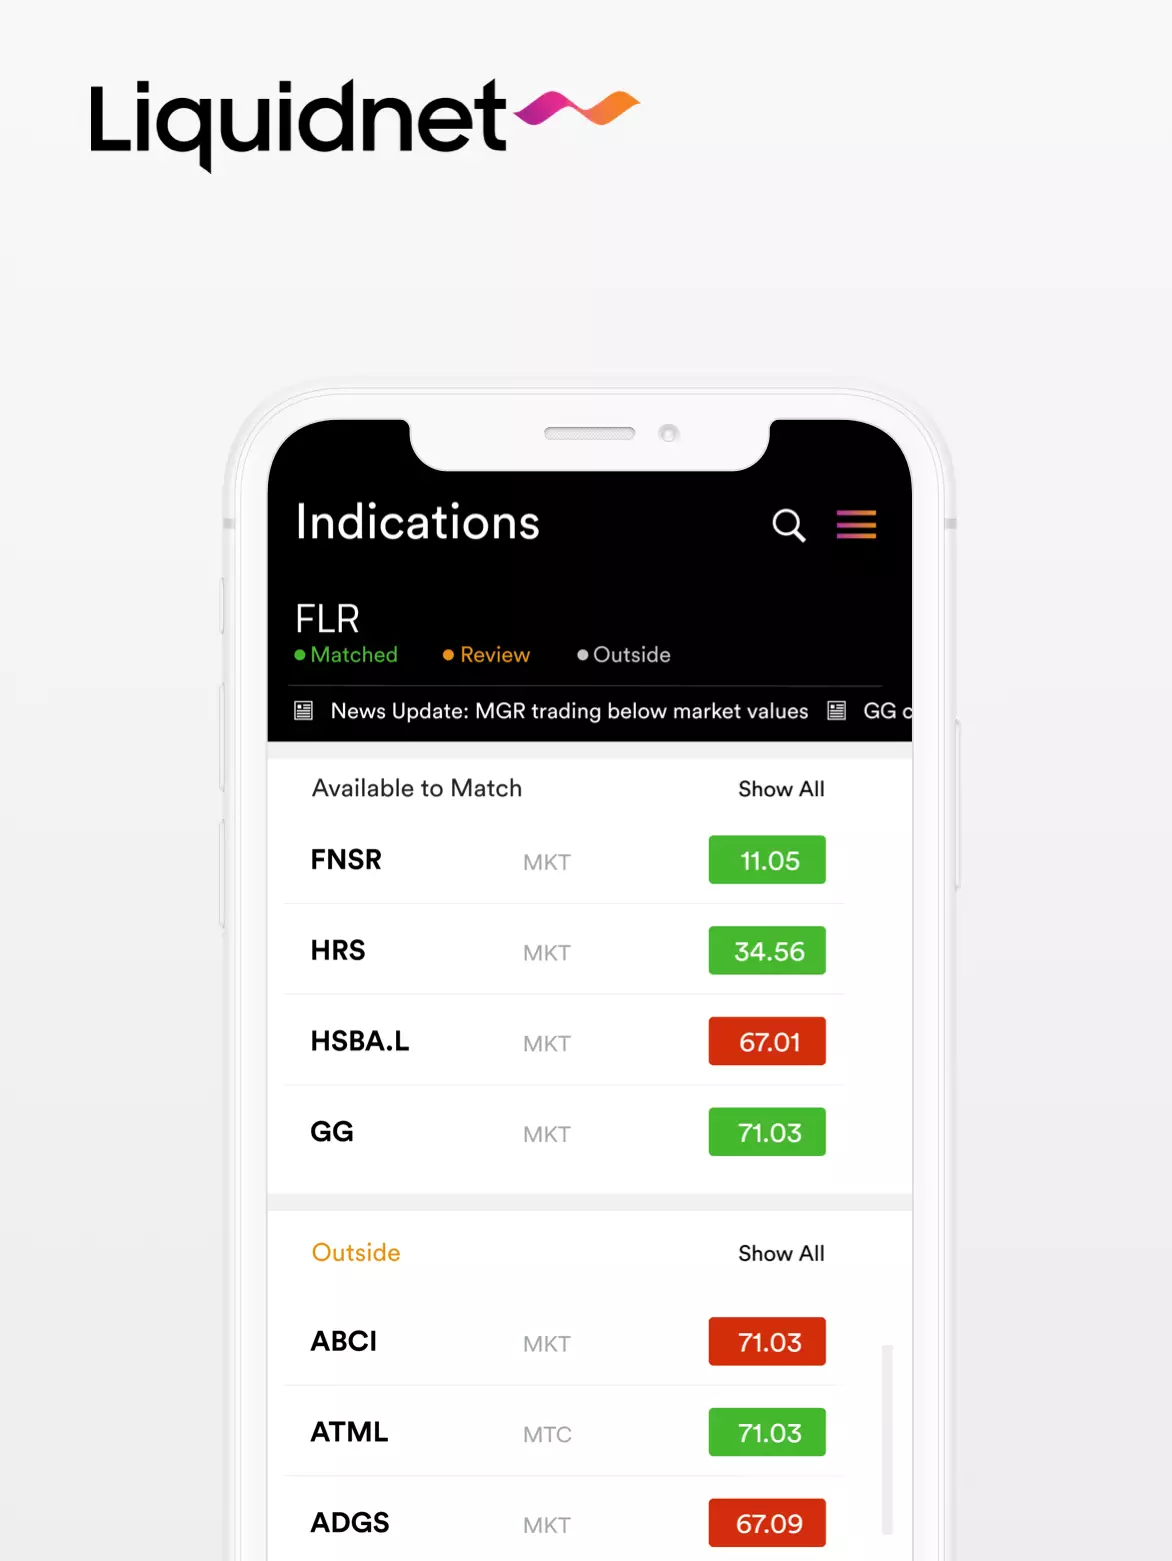 Liquidnet
Indications
FLR
Matched Review Outside
News Update: MGR trading below market values GG c
Available to Match Show All
FNSR MKT 11.05
HRS MKT 34.56
HSBA.L MKT 67.01
GG MKT 71.03
Outside Show All
ABCI MKT 71.03
ATML MTC 71.03
ADGS MKT 67.09